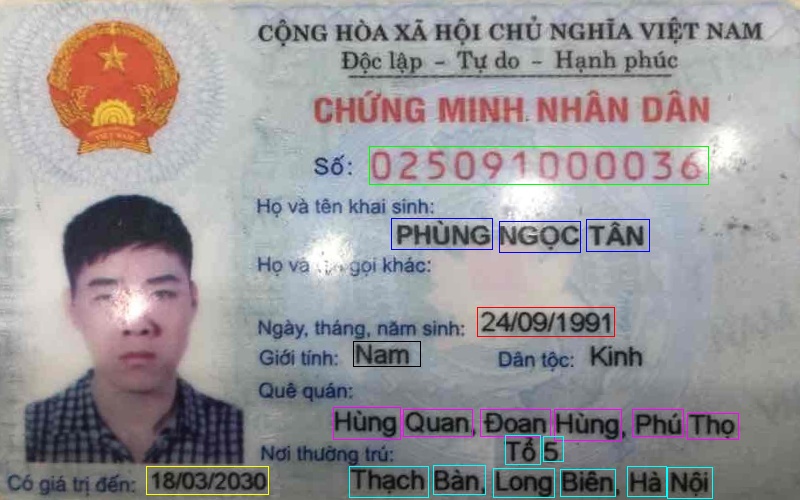 CỘNG HÒA XÃ HỘI CHỦ NGHĨA VIỆT NAM
Độc lập - Tự do - Hạnh phúc
CHỨNG MINH NHÂN DÂN
Số: 025091000036
Họ và tên khai sinh:
PHÙNG NGỌC TÂN
Họ và gọi khác:
Ngày, tháng, năm sinh: 24/09/1991
Giới tính: Nam Dân tộc: Kinh
Quê quán:
Hùng Quan, Đoan Hùng, Phú Thọ
Nơi thường trú: Tổ 5
Có giá trị đến: 18/03/2030 Thạch Bàn, Long Biên, Hà Nội
VIỆT NAM